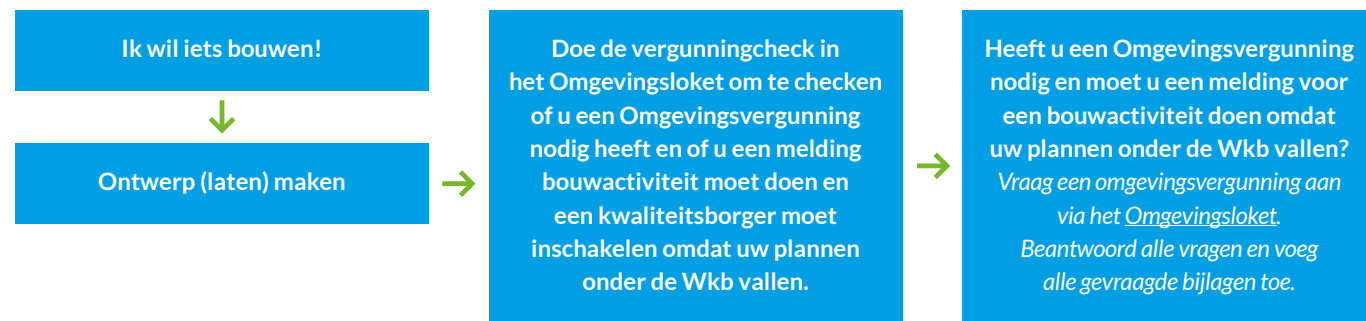 Ik wil iets bouwen!
Ontwerp (laten) maken
Doe de vergunningcheck in
het Omgevingsloket om te checken
of u een Omgevingsvergunning
nodig heeft en of u een melding
bouwactiviteit moet doen en
een kwaliteitsborger moet
inschakelen omdat uw plannen
onder de Wkb vallen.
Heeft u een Omgevingsvergunning
nodig en moet u een melding voor
een bouwactiviteit doen omdat
uw plannen onder de Wkb vallen?
Vraag een omgevingsvergunning aan
via het Omgevingsloket.
Beantwoord alle vragen en voeg
alle gevraagde bijlagen toe.